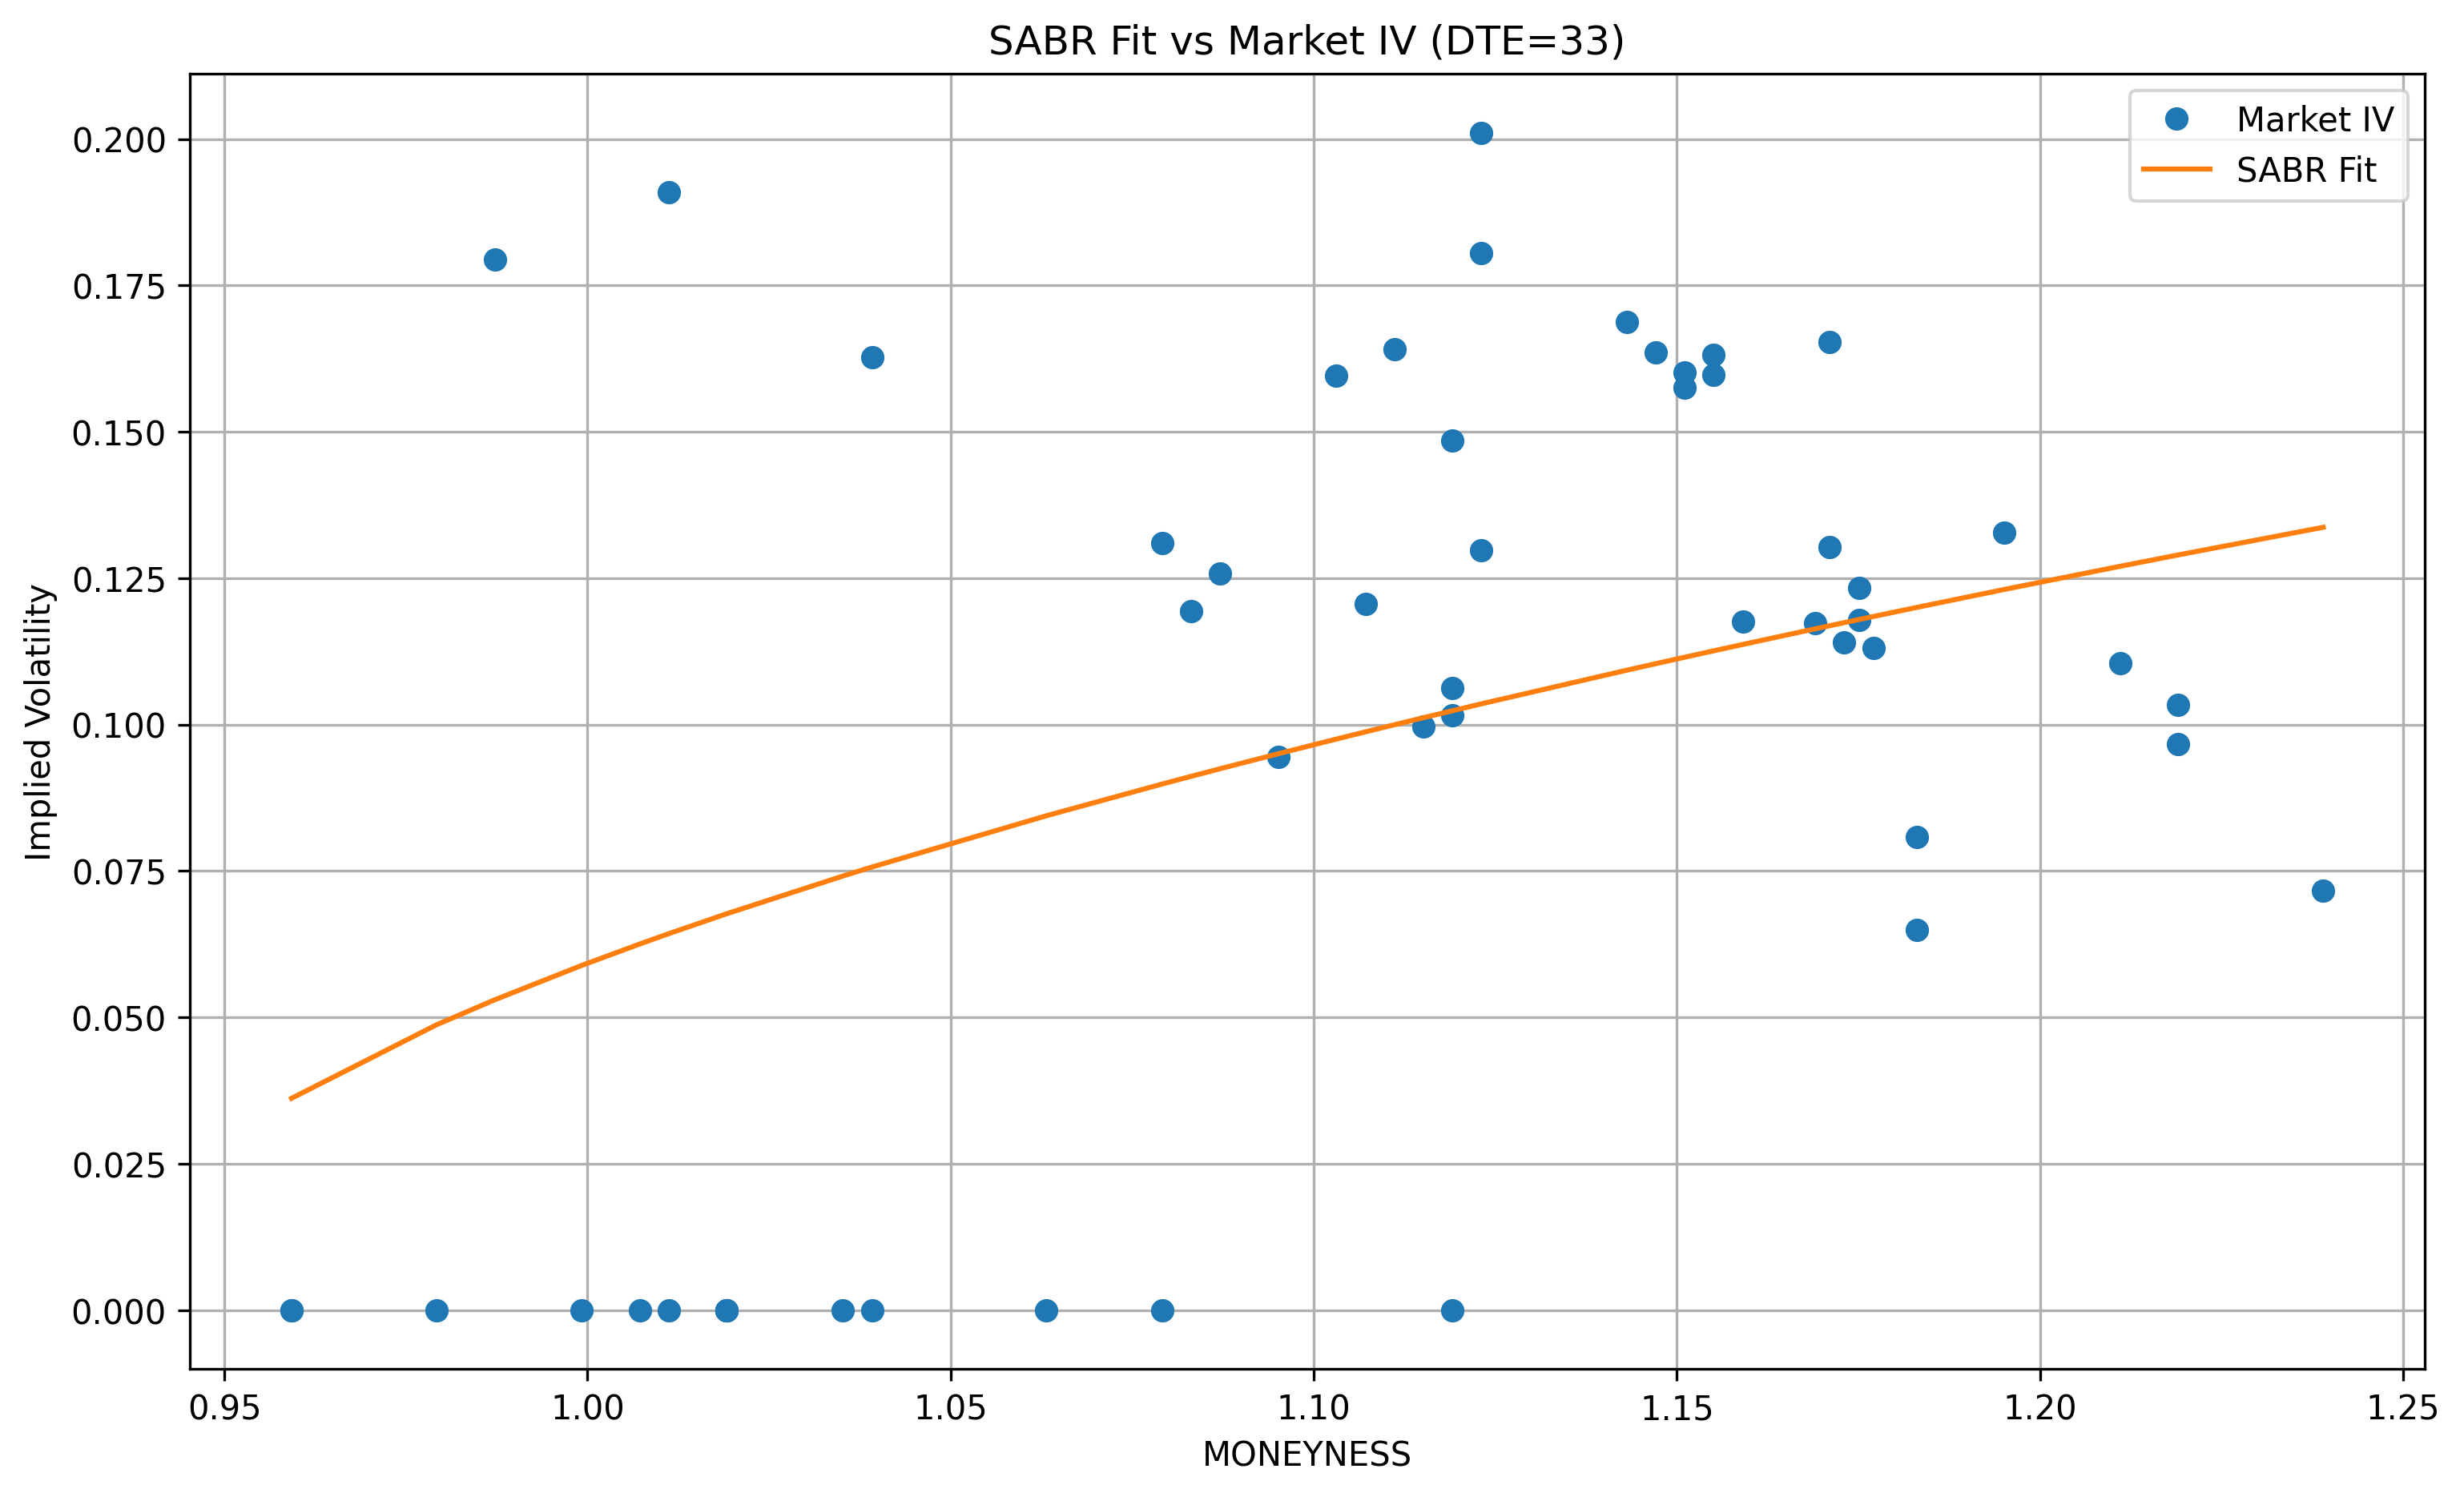 SABR Fit vs Market IV (DTE=33)
Market IV
SABR Fit
Implied Volatility
0.200
0.175
0.150
0.125
0.100
0.075
0.050
0.025
0.000
0.95 1.00 1.05 1.10 1.15 1.20 1.25
MONEYNESS